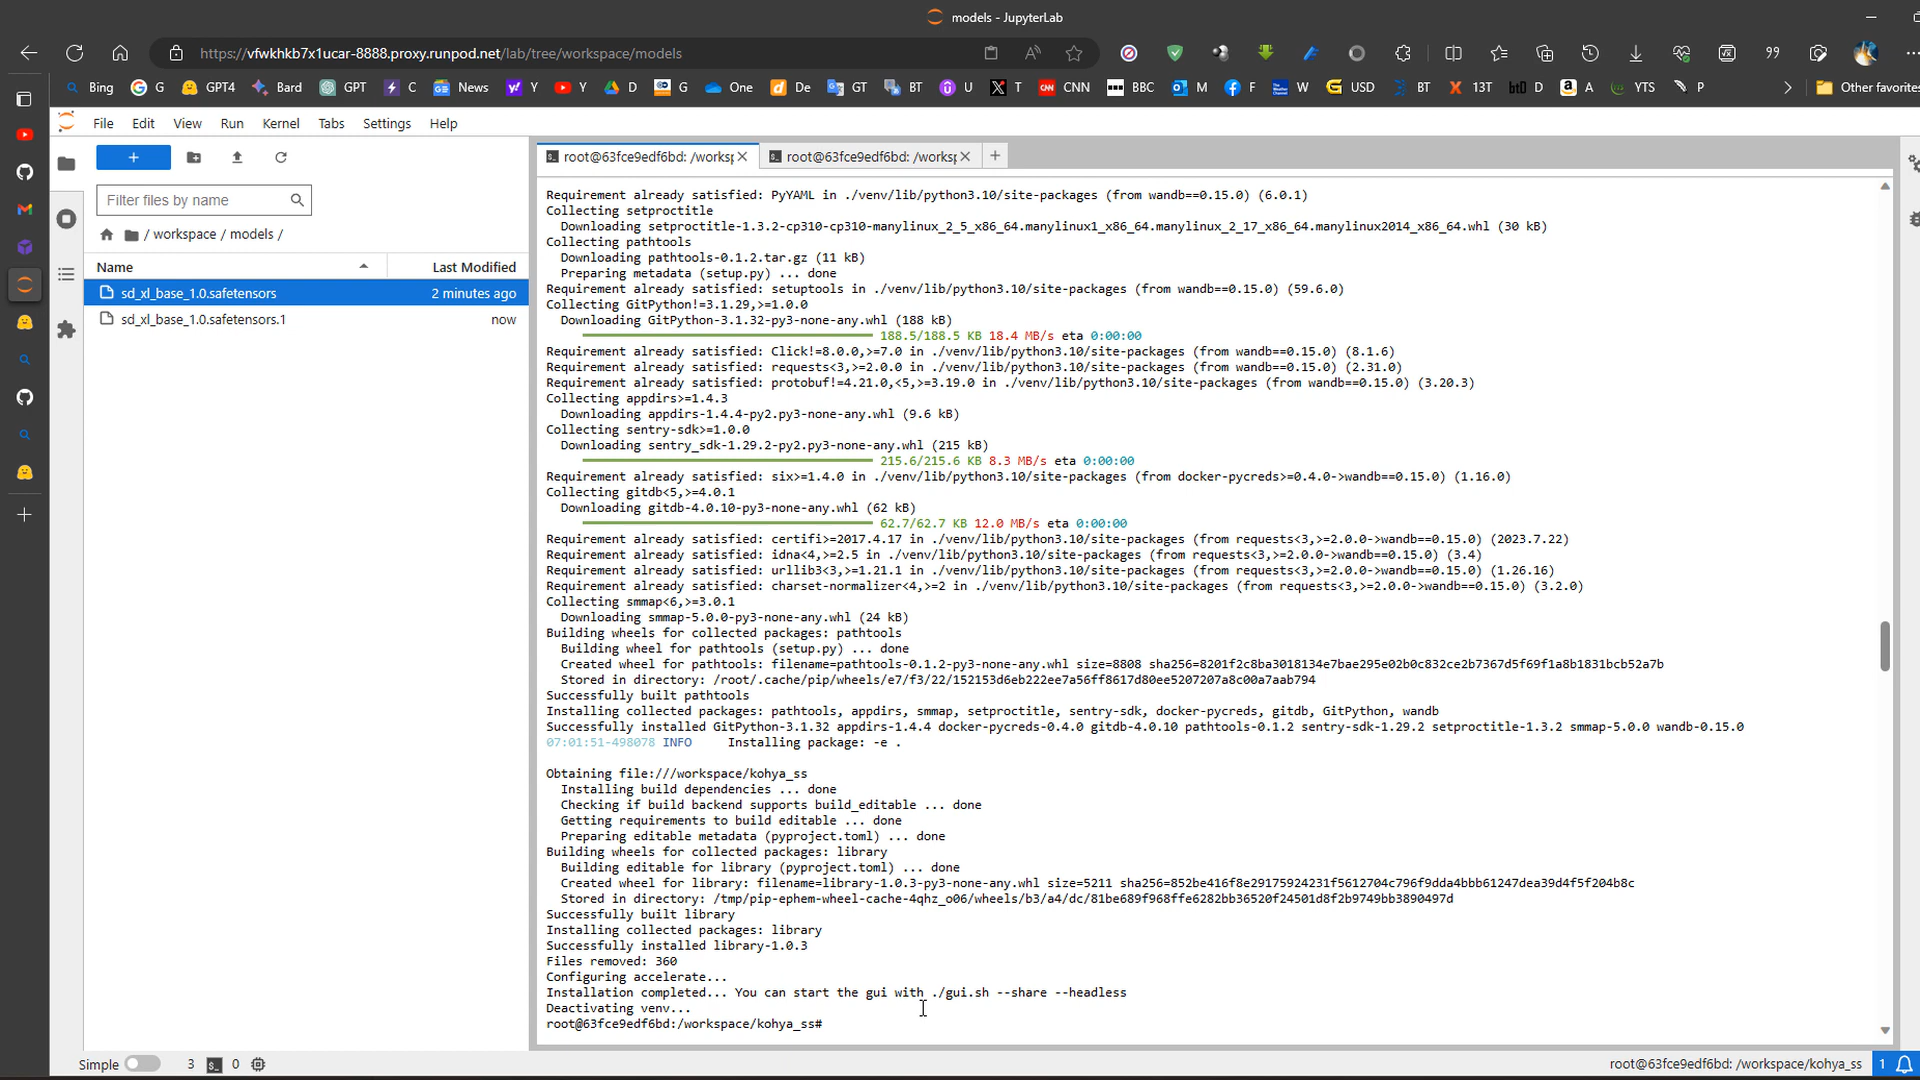 models - JupyterLab
https://vfwkhkb7x1ucar-8888.proxy.runpod.net/lab/tree/workspace/models
Bing G GPT4 Bard GPT C News Y Y D G One De GT BT U T CNN BBC M F W USD BT 13T D A YTS P Other favorites
File Edit View Run Kernel Tabs Settings Help
root@63fce9edf6bd: /worksp
root@63fce9edf6bd: /worksp
Filter files by name
/ workspace / models /
Name Last Modified
sd_xl_base_1.0.safetensors 2 minutes ago
sd_xl_base_1.0.safetensors.1 now
Requirement already satisfied: PyYAML in ./venv/lib/python3.10/site-packages (from wandb==0.15.0) (6.0.1)
Collecting setproctitle
Downloading setproctitle-1.3.2-cp310-cp310-manylinux_2_5_x86_64.manylinux1_x86_64.manylinux_2_17_x86_64.manylinux2014_x86_64.whl (30 kB)
Collecting pathtools
Downloading pathtools-0.1.2.tar.gz (11 kB)
Preparing metadata (setup.py) ... done
Requirement already satisfied: setuptools in ./venv/lib/python3.10/site-packages (from wandb==0.15.0) (59.6.0)
Collecting GitPython!=3.1.29,>=1.0.0
Downloading GitPython-3.1.32-py3-none-any.whl (188 kB)
188.5/188.5 KB 18.4 MB/s eta 0:00:00
Requirement already satisfied: Click!=8.0.0,>=7.0 in ./venv/lib/python3.10/site-packages (from wandb==0.15.0) (8.1.6)
Requirement already satisfied: requests<3,>=2.0.0 in ./venv/lib/python3.10/site-packages (from wandb==0.15.0) (2.31.0)
Requirement already satisfied: protobuf!=4.21.0,<5,>=3.19.0 in ./venv/lib/python3.10/site-packages (from wandb==0.15.0) (3.20.3)
Collecting appdirs>=1.4.3
Downloading appdirs-1.4.4-py2.py3-none-any.whl (9.6 kB)
Collecting sentry-sdk>=1.0.0
Downloading sentry_sdk-1.29.2-py2.py3-none-any.whl (215 kB)
215.6/215.6 KB 8.3 MB/s eta 0:00:00
Requirement already satisfied: six>=1.4.0 in ./venv/lib/python3.10/site-packages (from docker-pycreds>=0.4.0->wandb==0.15.0) (1.16.0)
Collecting gitdb<5,>=4.0.1
Downloading gitdb-4.0.10-py3-none-any.whl (62 kB)
62.7/62.7 KB 12.0 MB/s eta 0:00:00
Requirement already satisfied: certifi>=2017.4.17 in ./venv/lib/python3.10/site-packages (from requests<3,>=2.0.0->wandb==0.15.0) (2023.7.22)
Requirement already satisfied: idna<4,>=2.5 in ./venv/lib/python3.10/site-packages (from requests<3,>=2.0.0->wandb==0.15.0) (3.4)
Requirement already satisfied: urllib3<3,>=1.21.1 in ./venv/lib/python3.10/site-packages (from requests<3,>=2.0.0->wandb==0.15.0) (1.26.16)
Requirement already satisfied: charset-normalizer<4,>=2 in ./venv/lib/python3.10/site-packages (from requests<3,>=2.0.0->wandb==0.15.0) (3.2.0)
Collecting smmap<6,>=3.0.1
Downloading smmap-5.0.0-py3-none-any.whl (24 kB)
Building wheels for collected packages: pathtools
Building wheel for pathtools (setup.py) ... done
Created wheel for pathtools: filename=pathtools-0.1.2-py3-none-any.whl size=8808 sha256=8201f2c8ba3018134e7bae295e02b0c832ce2b7367d5f69f1a8b1831bcb52a7b
Stored in directory: /root/.cache/pip/wheels/e7/f3/22/152153d6eb222ee7a56ff8617d80ee5207207a8c00a7aab794
Successfully built pathtools
Installing collected packages: pathtools, appdirs, smmap, setproctitle, sentry-sdk, docker-pycreds, gitdb, GitPython, wandb
Successfully installed GitPython-3.1.32 appdirs-1.4.4 docker-pycreds-0.4.0 gitdb-4.0.10 pathtools-0.1.2 sentry-sdk-1.29.2 setproctitle-1.3.2 smmap-5.0.0 wandb-0.15.0
07:01:51-498078 INFO Installing package: -e .
Obtaining file:///workspace/kohya_ss
Installing build dependencies ... done
Checking if build backend supports build_editable ... done
Getting requirements to build editable ... done
Preparing editable metadata (pyproject.toml) ... done
Building wheels for collected packages: library
Building editable for library (pyproject.toml) ... done
Created wheel for library: filename=library-1.0.3-py3-none-any.whl size=5211 sha256=852be416f8e29175924231f5612704c796f9dda4bbb61247dea39d4f5f204b8c
Stored in directory: /tmp/pip-ephem-wheel-cache-4qhz_o06/wheels/b3/a4/dc/81be689f968ffe6282bb36520f24501d8f2b9749bb3890497d
Successfully built library
Installing collected packages: library
Successfully installed library-1.0.3
Files removed: 360
Configuring accelerate...
Installation completed... You can start the gui with ./gui.sh --share --headless
Deactivating venv...
root@63fce9edf6bd:/workspace/kohya_ss#
Simple 3 0 root@63fce9edf6bd: /workspace/kohya_ss 1